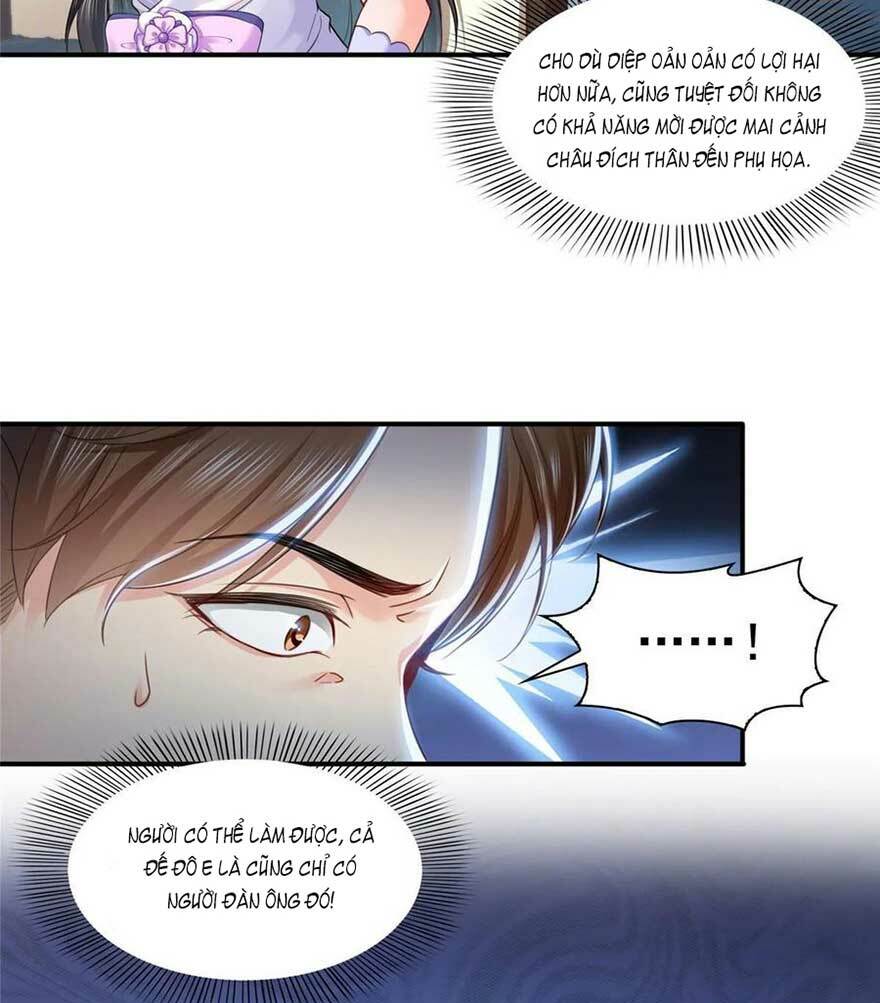 CHO DÙ DIỆP OẢN OẢN CÓ LỢI HẠI
HƠN NỮA, CŨNG TUYỆT ĐỐI KHÔNG
CÓ KHẢ NĂNG MỜI ĐƯỢC MAI CẢNH
CHÂU ĐÍCH THÂN ĐẾN PHỤ HỌA.
......!
NGƯỜI CÓ THỂ LÀM ĐƯỢC, CẢ
ĐẾ ĐÔ E LÀ CŨNG CHỈ CÓ
NGƯỜI ĐÀN ÔNG ĐÓ!